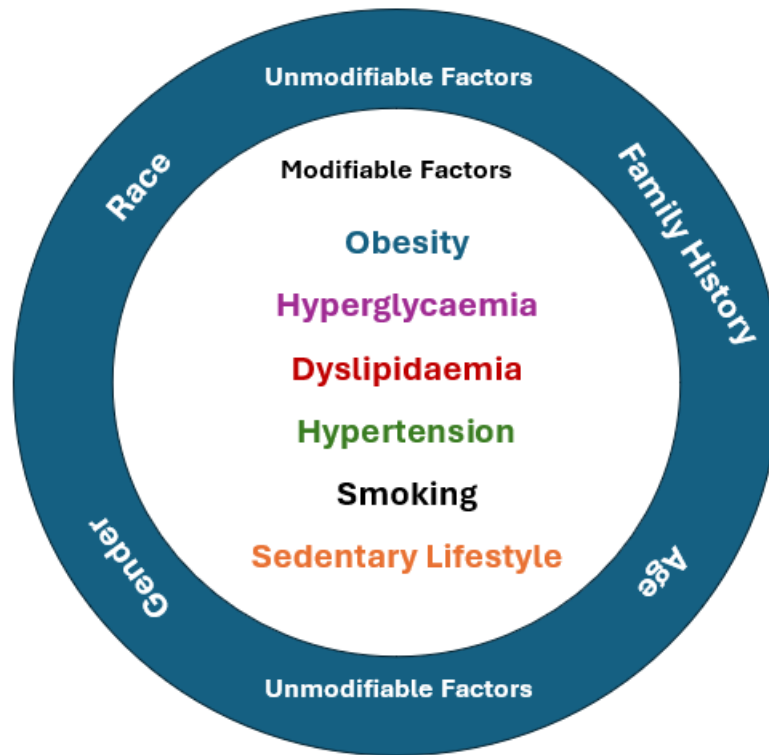 Unmodifiable Factors
Race
Family History
Modifiable Factors
Obesity
Hyperglycaemia
Dyslipidaemia
Hypertension
Smoking
Sedentary Lifestyle
Gender
Age
Unmodifiable Factors